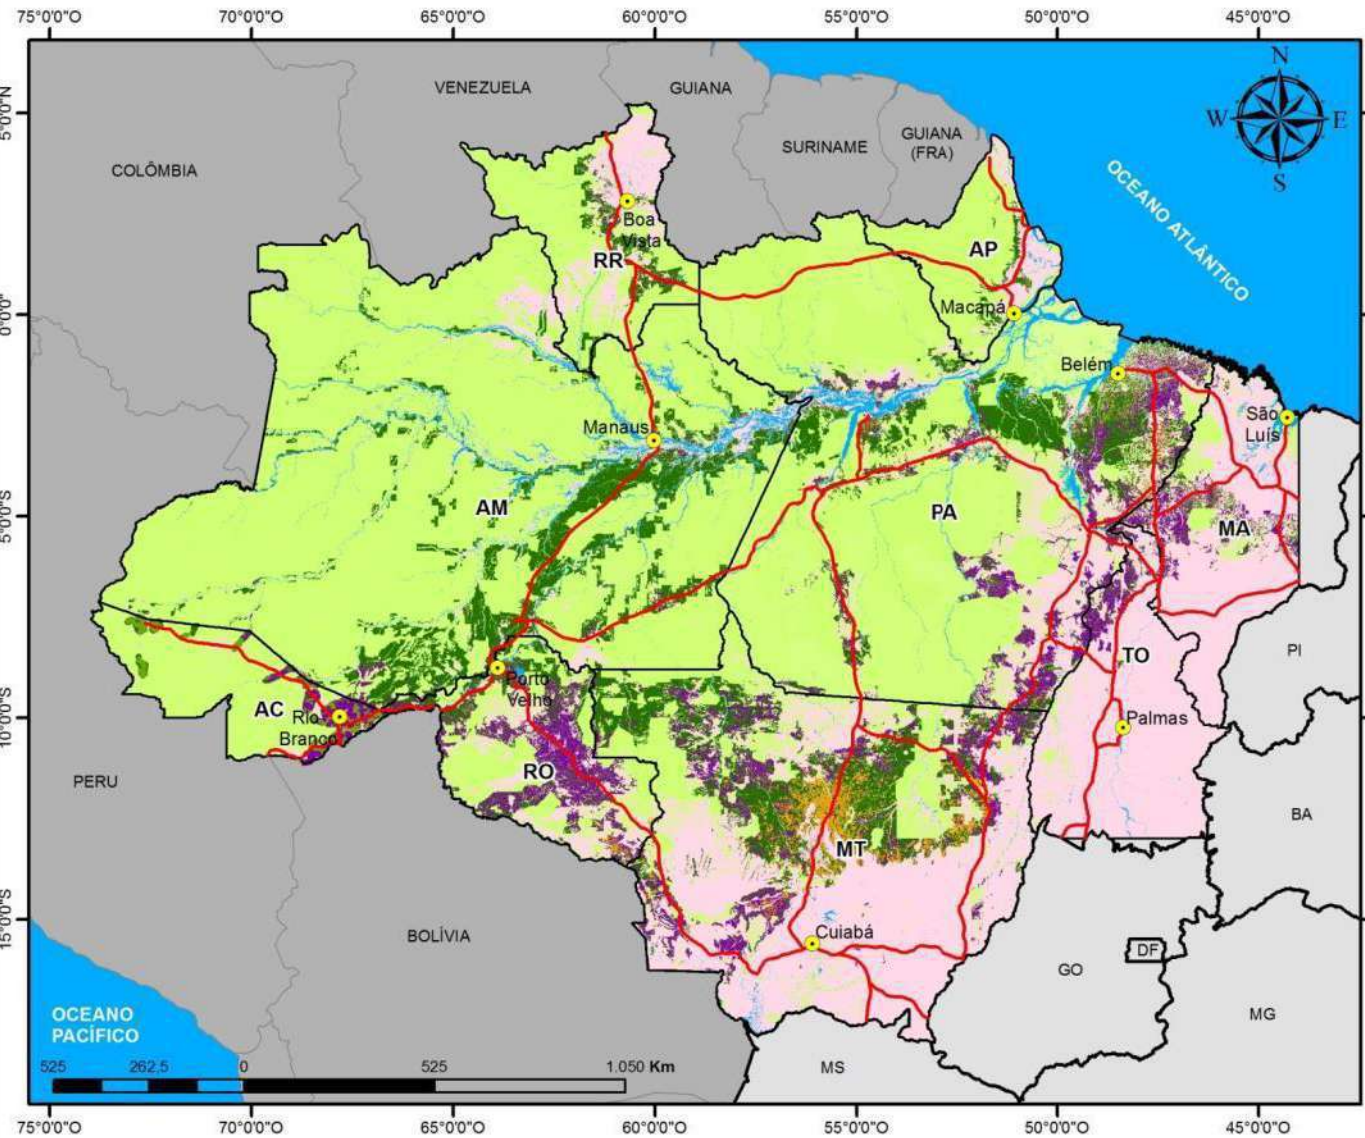 75°0'0"O 70°0'0"O 65°0'0"O 60°0'0"O 55°0'0"O 50°0'0"O 45°0'0"O
N
W E
S
5°0'0"N
0°0'0"
5°0'0"S
10°0'0"S
15°0'0"S
VENEZUELA
GUIANA
COLÔMBIA
SURINAME
GUIANA
(FRA)
OCEANO ATLÂNTICO
Boa
Vista
RR
AP
Macapá
Belém
São
Luís
Manaus
AM
PA
MA
Porto
Velho
TO
PI
AC
Rio
Branco
Palmas
PERU
RO
BA
MT
Cuiabá
BOLÍVIA
DF
GO
MG
OCEANO
PACÍFICO
MS
525 262,5 0 525 1.050 Km
75°0'0"O 70°0'0"O 65°0'0"O 60°0'0"O 55°0'0"O 50°0'0"O 45°0'0"O